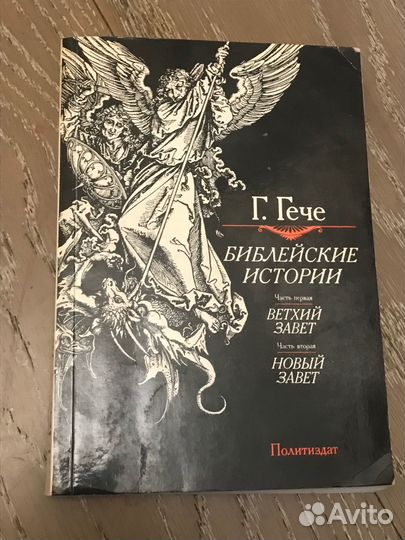 Г. Гече
БИБЛЕЙСКИЕ
ИСТОРИИ
Часть первая
ВЕТХИЙ
ЗАВЕТ
Часть вторая
НОВЫЙ
ЗАВЕТ
Политиздат
Avito